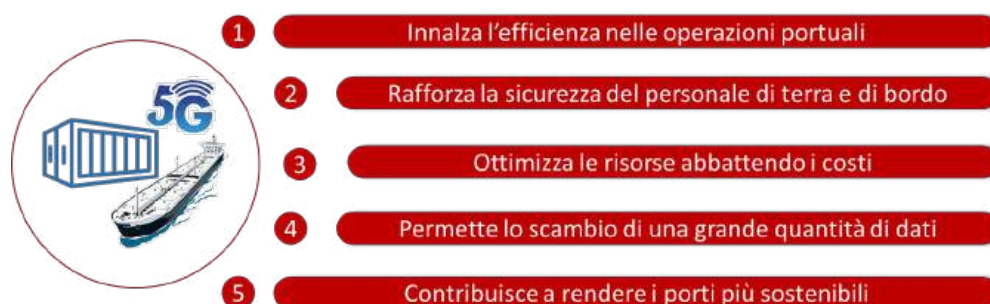 1 Innalza l'efficienza nelle operazioni portuali
5G
2 Rafforza la sicurezza del personale di terra e di bordo
3 Ottimizza le risorse abbattendo i costi
4 Permette lo scambio di una grande quantità di dati
5 Contribuisce a rendere i porti più sostenibili